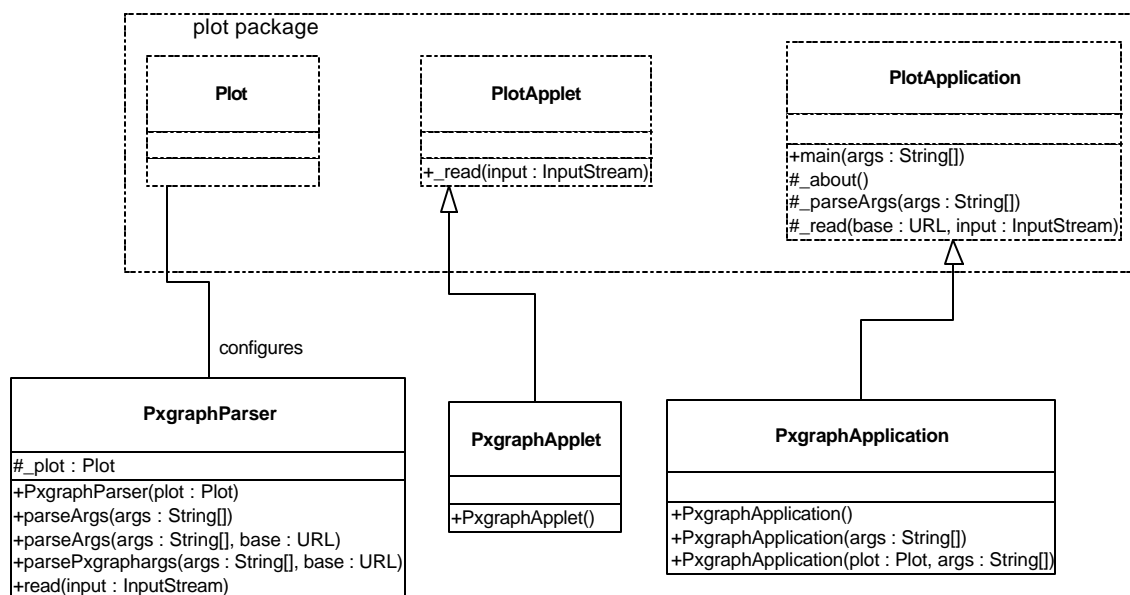 plot package
Plot
PlotApplet
+_read(input : InputStream)
PlotApplication
+main(args : String[])
#_about()
#_parseArgs(args : String[])
#_read(base : URL, input : InputStream)
configures
PxgraphParser
#_plot : Plot
+PxgraphParser(plot : Plot)
+parseArgs(args : String[])
+parseArgs(args : String[], base : URL)
+parsePxgraphargs(args : String[], base : URL)
+read(input : InputStream)
PxgraphApplet
+PxgraphApplet()
PxgraphApplication
+PxgraphApplication()
+PxgraphApplication(args : String[])
+PxgraphApplication(plot : Plot, args : String[])